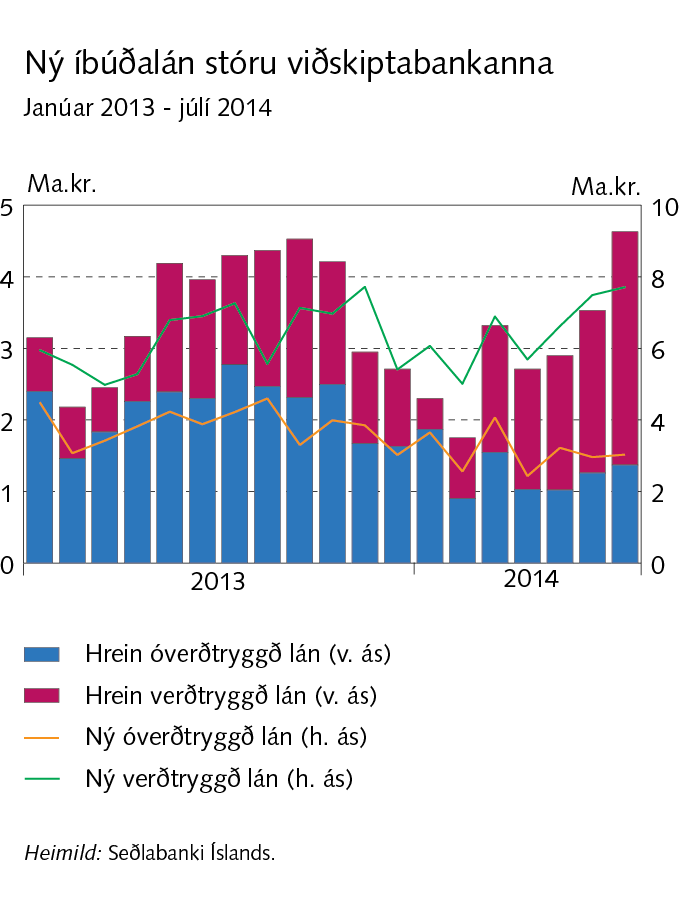 Ný íbúðalán stóru viðskiptabankanna
Janúar 2013 - júlí 2014
Ma.kr. Ma.kr.
5 10
4 8
3 6
2 4
1 2
0 0
2013 2014
Hrein óverðtryggð lán (v. ás)
Hrein verðtryggð lán (v. ás)
Ný óverðtryggð lán (h. ás)
Ný verðtryggð lán (h. ás)
Heimild: Seðlabanki Íslands.